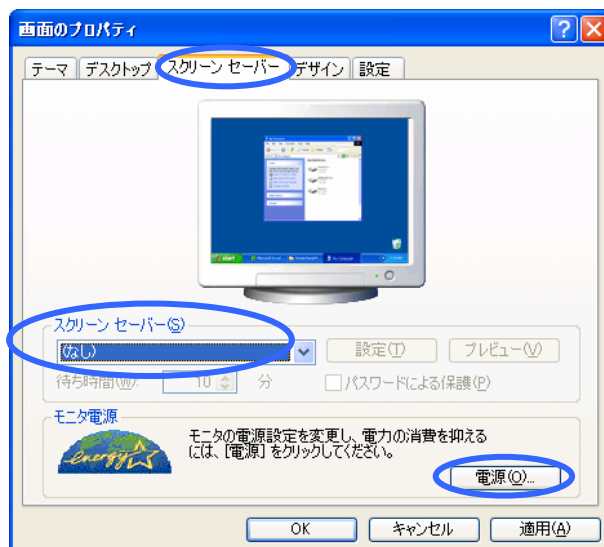 画面のプロパティ
テーマ デスクトップ スクリーン セーバー デザイン 設定
start
スクリーン セーバー(S)
(なし) 設定(T) プレビュー(V)
待ち時間(W): 10 分 パスワードによる保護(P)
モニタ電源
energy
モニタの電源設定を変更し、電力の消費を抑える
には、[電源] をクリックしてください。
電源(O)...
OK キャンセル 適用(A)